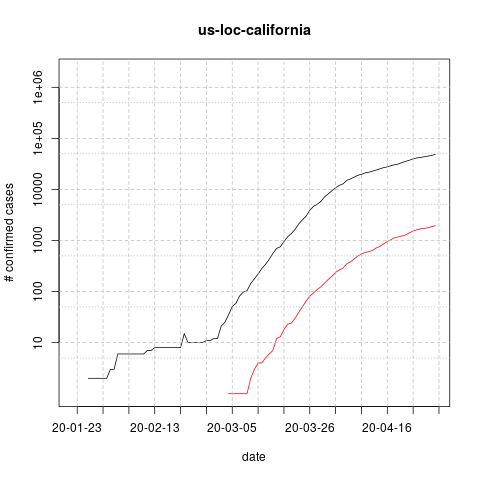 us-loc-california
# confirmed cases
1e+06
1e+05
10000
1000
100
10
20-01-23
20-02-13
20-03-05
20-03-26
20-04-16
date